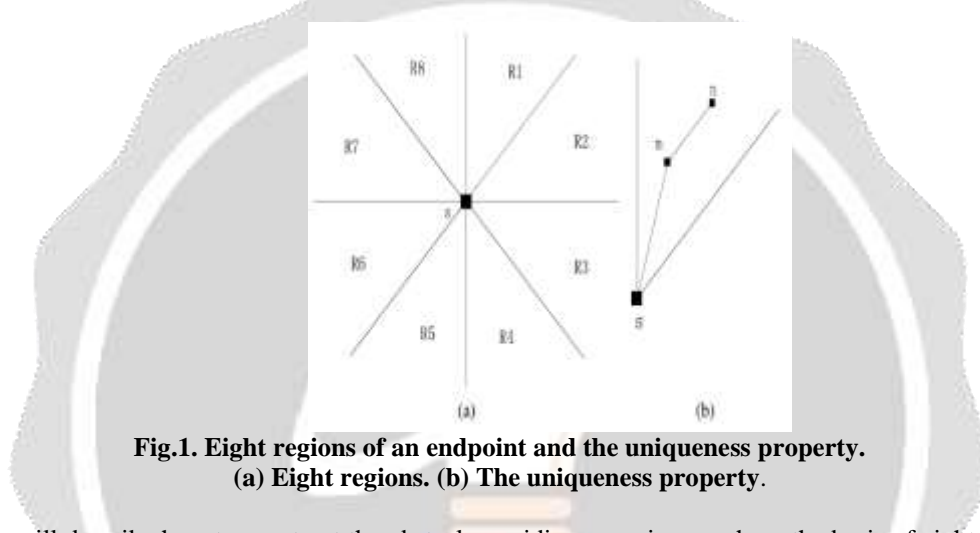 R8 R1
R7 R2
s
R6 R3
R5 R4
(a)
n
m
s
(b)
Fig.1. Eight regions of an endpoint and the uniqueness property.
(a) Eight regions. (b) The uniqueness property.